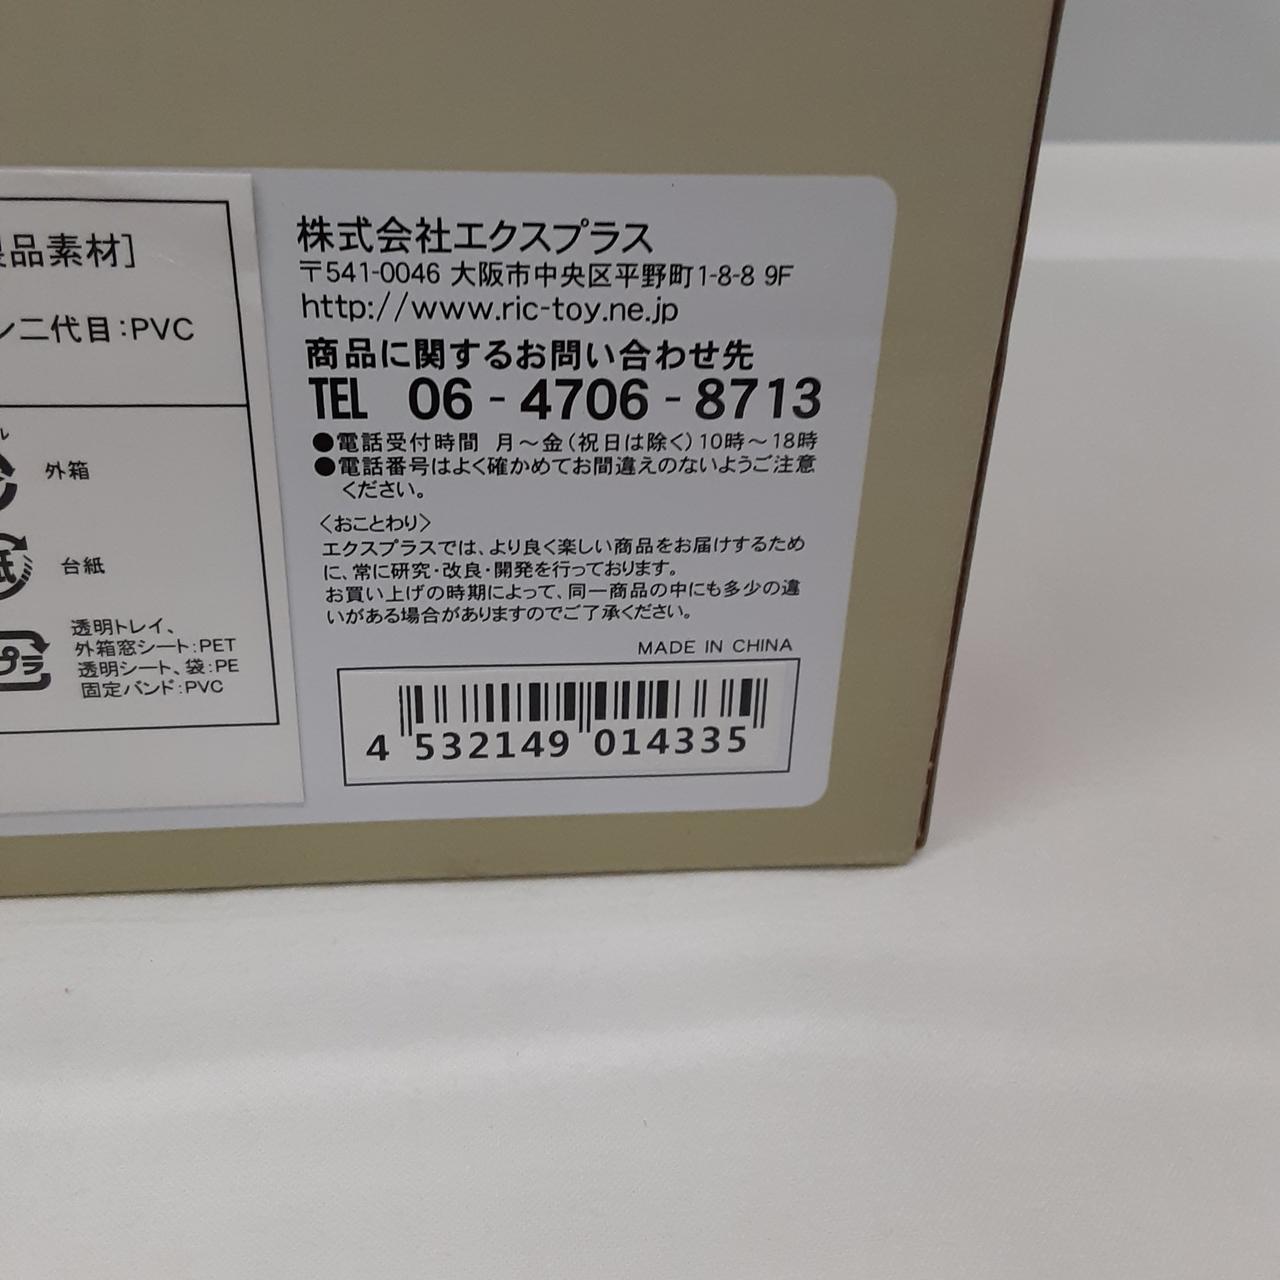 品素材]
ン二代目：PVC
ル
外箱
紙
台紙
プラ
透明トレイ、
外箱窓シート：PET
透明シート、袋：PE
固定バンド：PVC
株式会社エクスプラス
〒541-0046 大阪市中央区平野町1-8-8 9F
http://www.ric-toy.ne.jp
商品に関するお問い合わせ先
TEL 06-4706-8713
●電話受付時間 月～金（祝日は除く）10時～18時
●電話番号はよく確かめてお間違えのないようご注意
ください。
〈おことわり〉
エクスプラスでは、より良く楽しい商品をお届けするため
に、常に研究・改良・開発を行っております。
お買い上げの時期によって、同一商品の中にも多少の違
いがある場合がありますのでご了承ください。
MADE IN CHINA
4 532149 014335